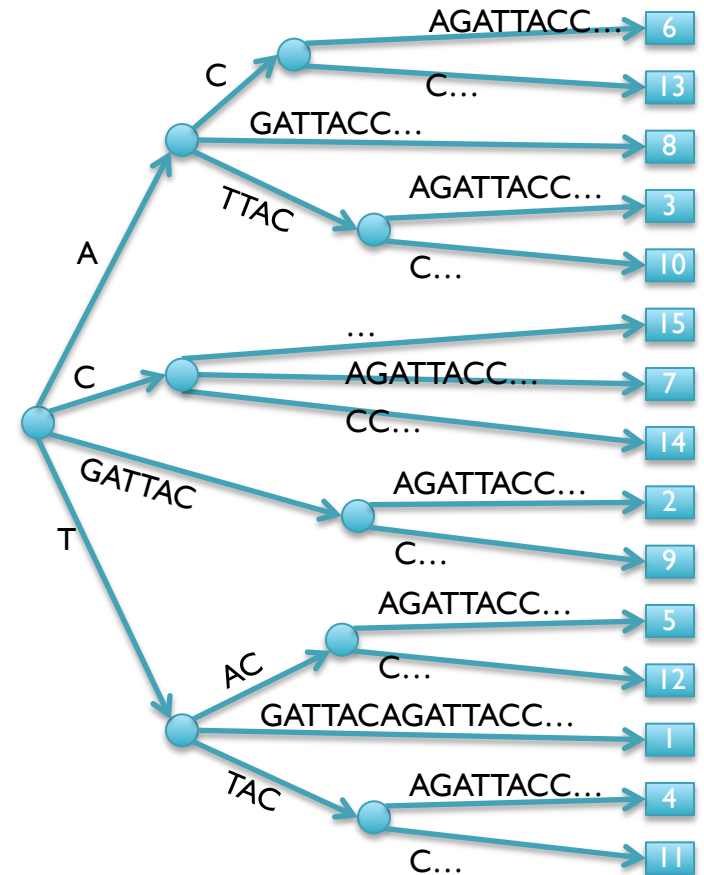 AGATTACC…
6
C
C…
13
GATTACC…
8
TTAC
AGATTACC…
3
A
C…
10
…
15
C
AGATTACC…
7
CC…
14
GATTAC
AGATTACC…
2
T
C…
9
AGATTACC…
5
AC
C…
12
GATTACAGATTACC…
1
TAC
AGATTACC…
4
C…
11